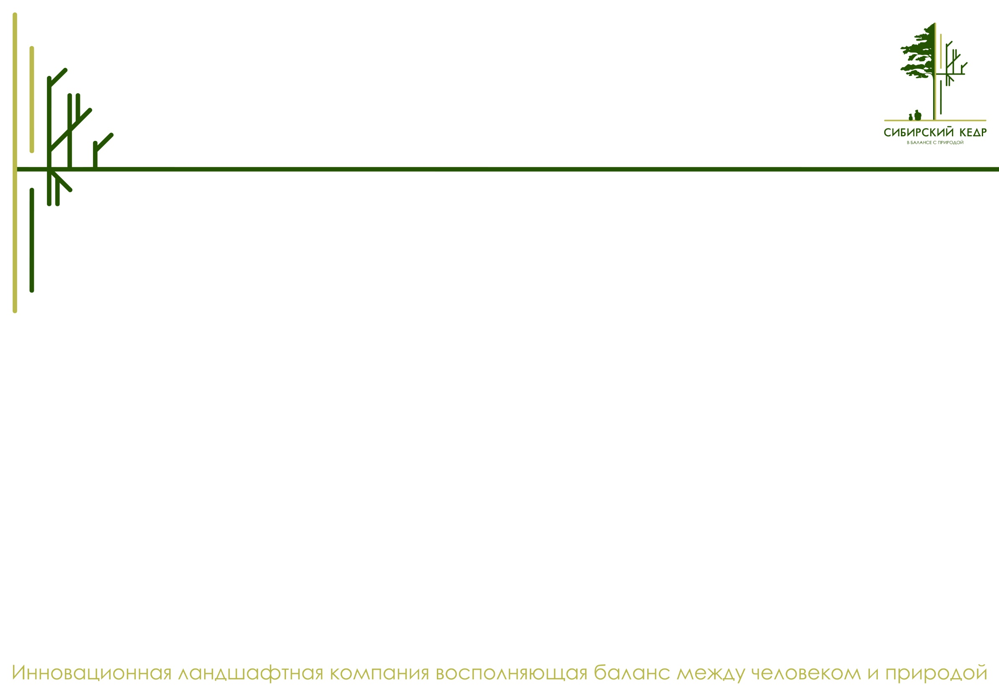 СИБИРСКИЙ КЕДР
В БАЛАНСЕ С ПРИРОДОЙ
Инновационная ландшафтная компания восполняющая баланс между человеком и природой